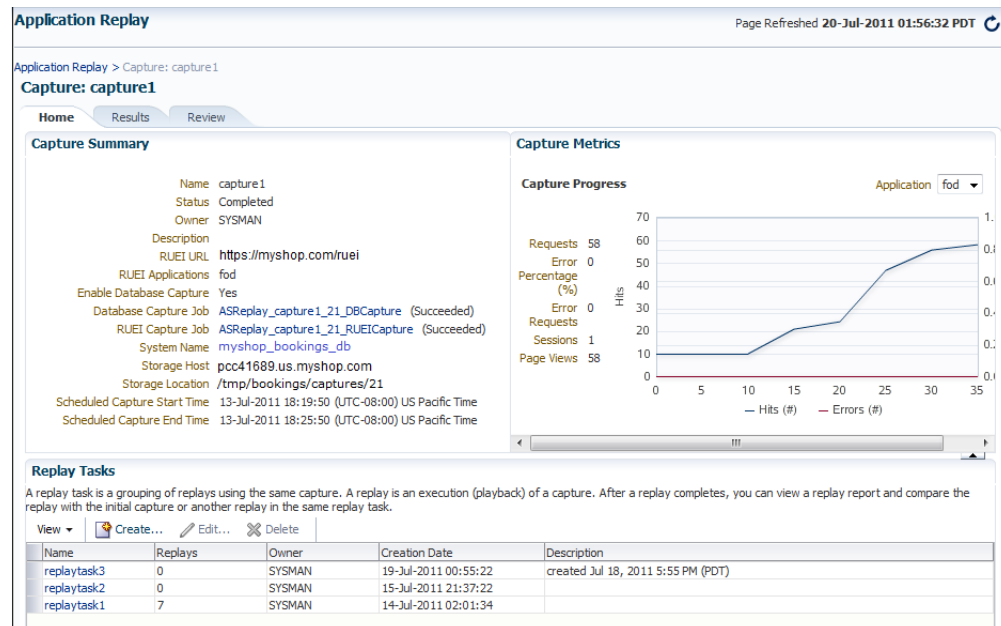 Application Replay
Page Refreshed 20-Jul-2011 01:56:32 PDT
Application Replay > Capture: capture1
Capture: capture1
Home Results Review
Capture Summary
Name capture1
Status Completed
Owner SYSMAN
Description
RUEI URL https://myshop.com/ruei
RUEI Applications fod
Enable Database Capture Yes
Database Capture Job ASReplay_capture1_21_DBCapture (Succeeded)
RUEI Capture Job ASReplay_capture1_21_RUEICapture (Succeeded)
System Name myshop_bookings_db
Storage Host pcc41689.us.myshop.com
Storage Location /tmp/bookings/captures/21
Scheduled Capture Start Time 13-Jul-2011 18:19:50 (UTC-08:00) US Pacific Time
Scheduled Capture End Time 13-Jul-2011 18:25:50 (UTC-08:00) US Pacific Time
Capture Metrics
Capture Progress
Application fod
Requests 58
Error 0
Percentage
(%)
Error 0
Requests
Sessions 1
Page Views 58
Hits
70
60
50
40
30
20
10
0
0 5 10 15 20 25 30 35
Hits (#) Errors (#)
Replay Tasks
A replay task is a grouping of replays using the same capture. A replay is an execution (playback) of a capture. After a replay completes, you can view a replay report and compare the
replay with the initial capture or another replay in the same replay task.
View Create... Edit... Delete
Name Replays Owner Creation Date Description
replaytask3 0 SYSMAN 19-Jul-2011 00:55:22 created Jul 18, 2011 5:55 PM (PDT)
replaytask2 0 SYSMAN 15-Jul-2011 21:37:22
replaytask1 7 SYSMAN 14-Jul-2011 02:01:34